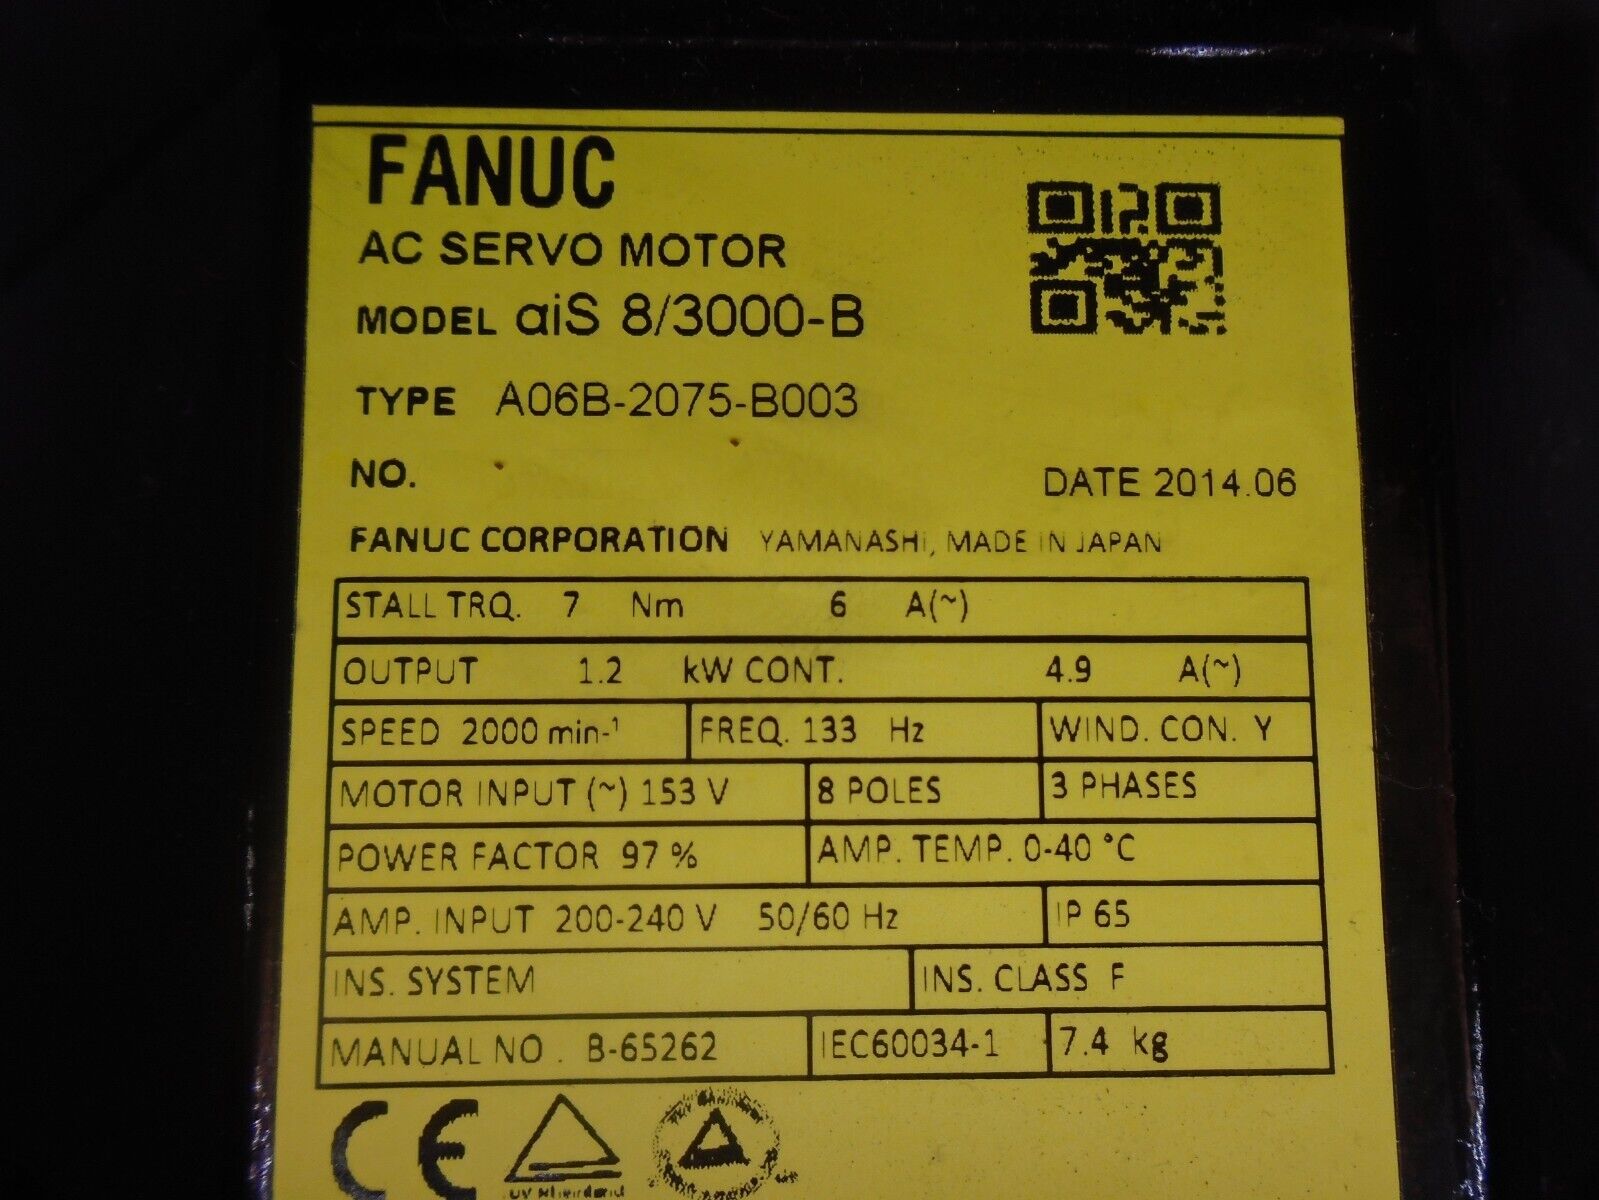 FANUC
AC SERVO MOTOR
MODEL αiS 8/3000-B
TYPE A06B-2075-B003
NO.
DATE 2014.06
FANUC CORPORATION YAMANASHI, MADE IN JAPAN
STALL TRQ. 7 Nm 6 A(~)
OUTPUT 1.2 kW CONT. 4.9 A(~)
SPEED 2000 min-¹ FREQ. 133 Hz WIND. CON. Y
MOTOR INPUT (~) 153 V 8 POLES 3 PHASES
POWER FACTOR 97 % AMP. TEMP. 0-40 °C
AMP. INPUT 200-240 V 50/60 Hz IP 65
INS. SYSTEM INS. CLASS F
MANUAL NO. B-65262 IEC60034-1 7.4 kg
CE